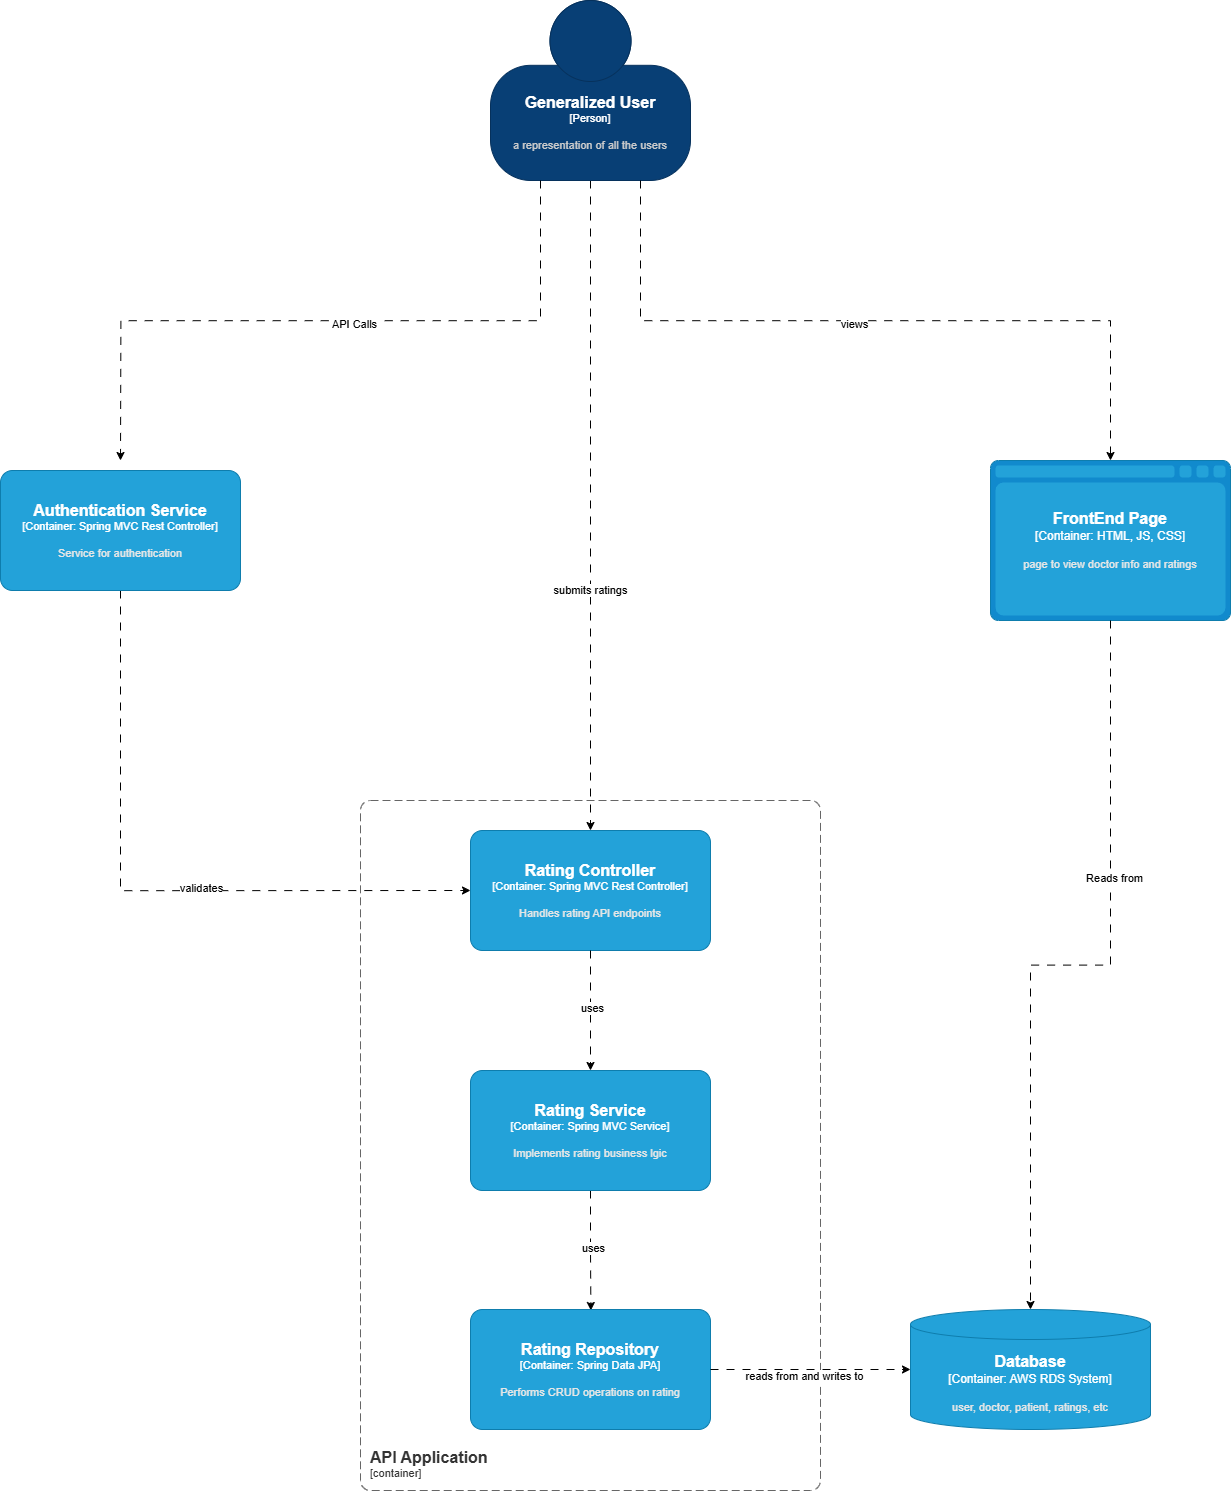 Generalized User
[Person]
a representation of all the users
API Calls
views
Authentication Service
[Container: Spring MVC Rest Controller]
Service for authentication
FrontEnd Page
[Container: HTML, JS, CSS]
page to view doctor info and ratings
submits ratings
Rating Controller
[Container: Spring MVC Rest Controller]
Handles rating API endpoints
validates
Reads from
uses
Rating Service
[Container: Spring MVC Service]
Implements rating business lgic
uses
Rating Repository
[Container: Spring Data JPA]
Performs CRUD operations on rating
reads from and writes to
Database
[Container: AWS RDS System]
user, doctor, patient, ratings, etc
API Application
[container]